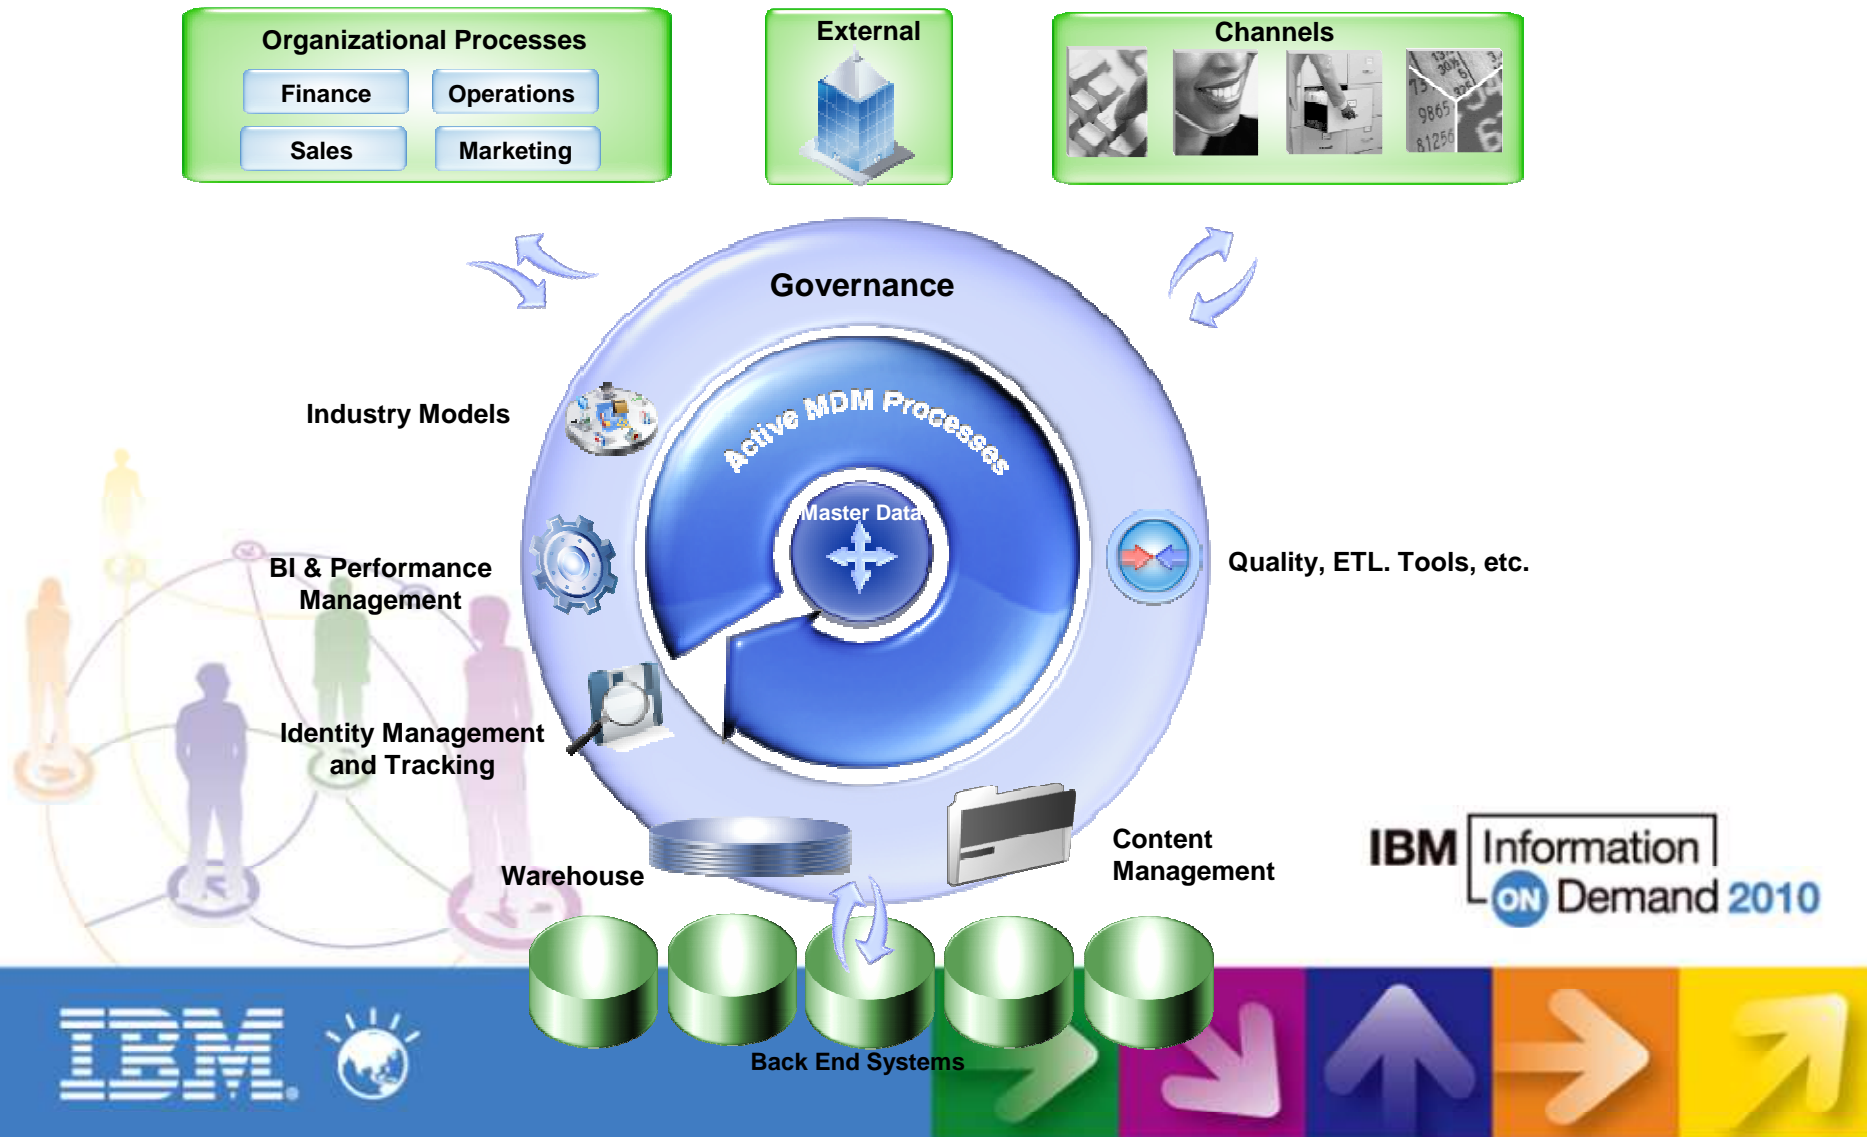 Organizational Processes
Finance
Operations
Sales
Marketing
External
Channels
Governance
Active MDM Processes
Master Data
Industry Models
BI & Performance
Management
Identity Management
and Tracking
Warehouse
Quality, ETL. Tools, etc.
Content
Management
Back End Systems
IBM Information
ON Demand 2010
IBM.
9865
81256